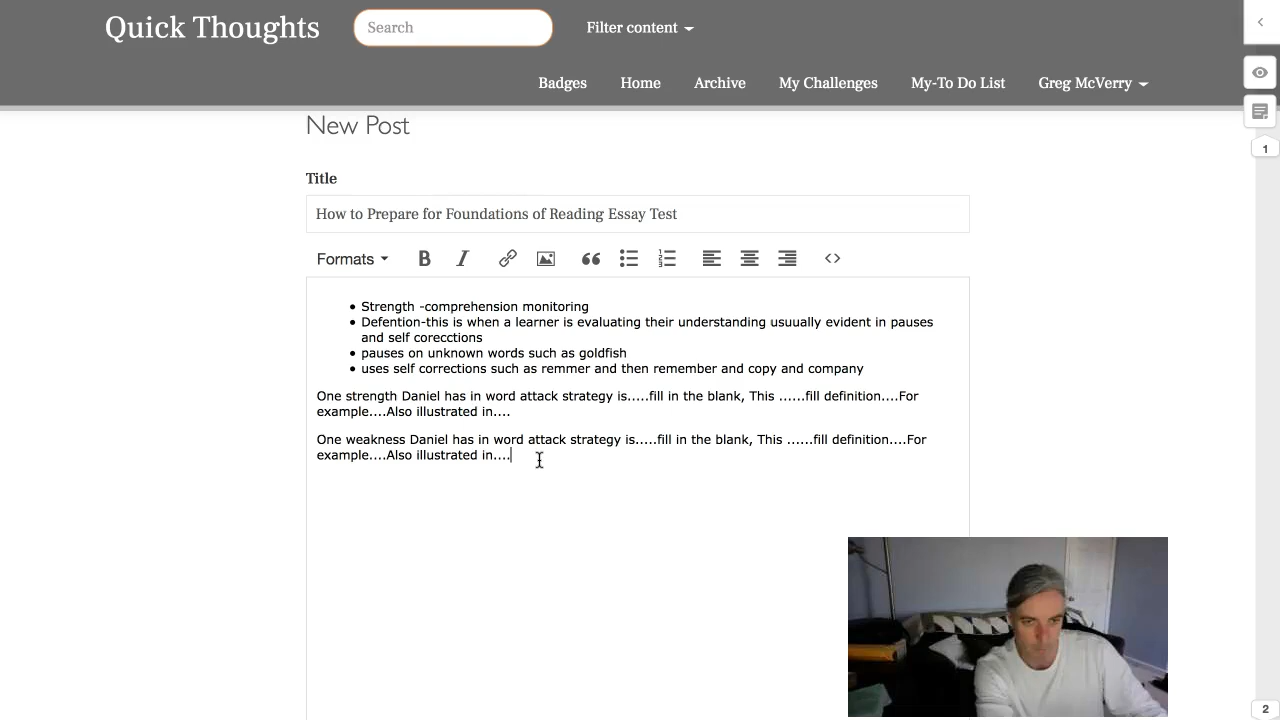 Quick Thoughts
Search
Filter content
Badges
Home
Archive
My Challenges
My-To Do List
Greg McVerry
New Post
1
Title
How to Prepare for Foundations of Reading Essay Test
Formats
B
I
• Strength -comprehension monitoring
• Defention-this is when a learner is evaluating their understanding usuually evident in pauses
and self corecctions
• pauses on unknown words such as goldfish
• uses self corrections such as remmer and then remember and copy and company
One strength Daniel has in word attack strategy is.....fill in the blank, This ......fill definition....For
example....Also illustrated in....
One weakness Daniel has in word attack strategy is.....fill in the blank, This ......fill definition....For
example....Also illustrated in....
2